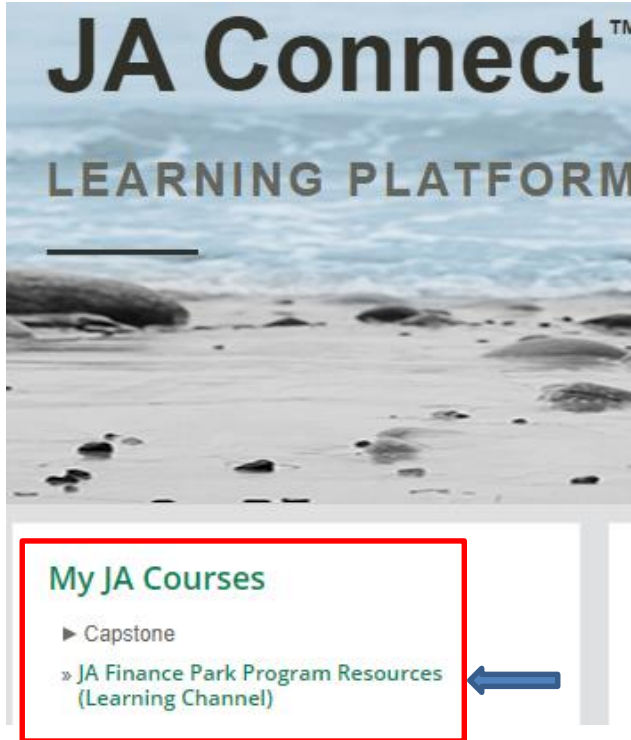 JA Connect™
LEARNING PLATFORM
My JA Courses
► Capstone
» JA Finance Park Program Resources
(Learning Channel)